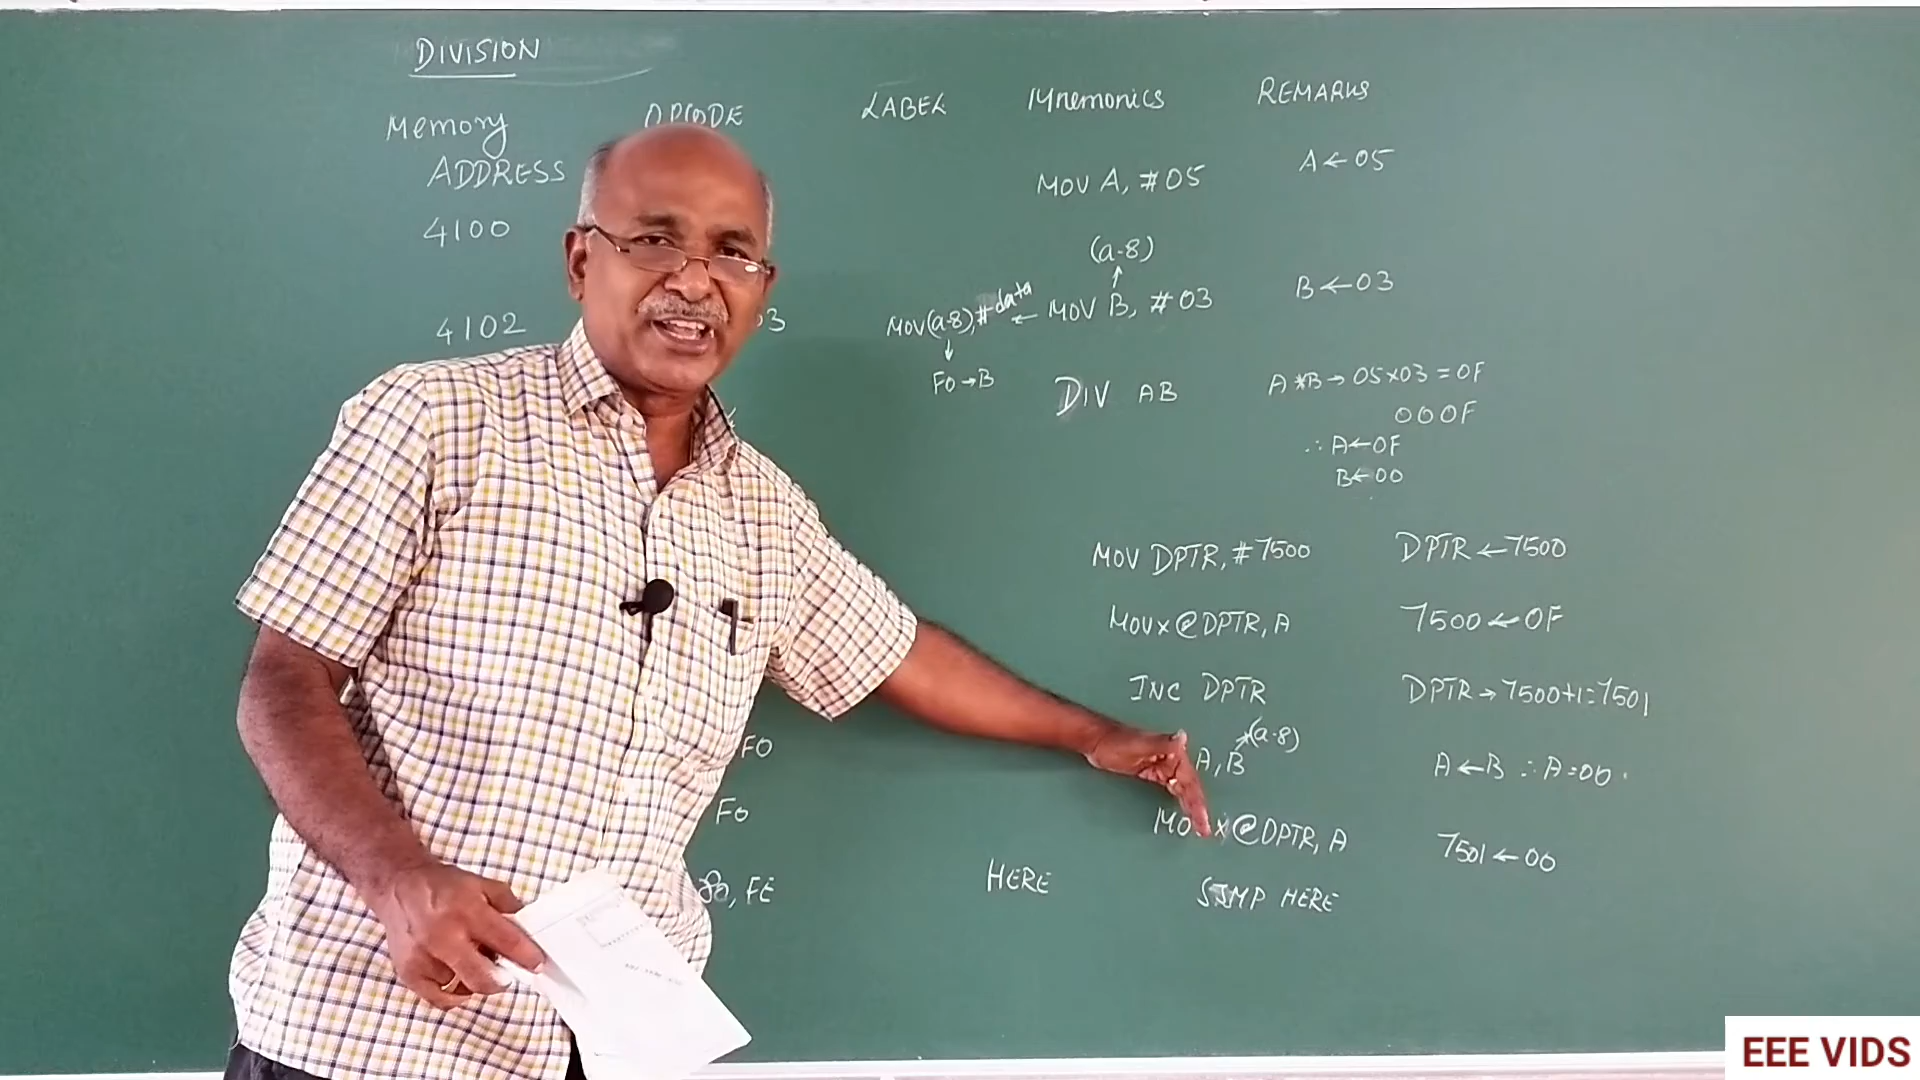 DIVISION
Memory ADDRESS OPCODE LABEL Mnemonics REMARKS
4100 MOV A, #05 A←05
(a-8)
4102 03 MOV(a-8), #data ← MOV B, #03 B←03
F0→B
DIV AB A*B→05×03=0F
000F
∴A←0F
B←00
MOV DPTR, #7500 DPTR←7500
MOVX @DPTR, A 7500←0F
INC DPTR DPTR→7500+1=7501
(a-8)
F0 A, B A←B ∴A=00
F0 @DPTR, A 7501←00
80, FE HERE SJMP HERE
EEE VIDS